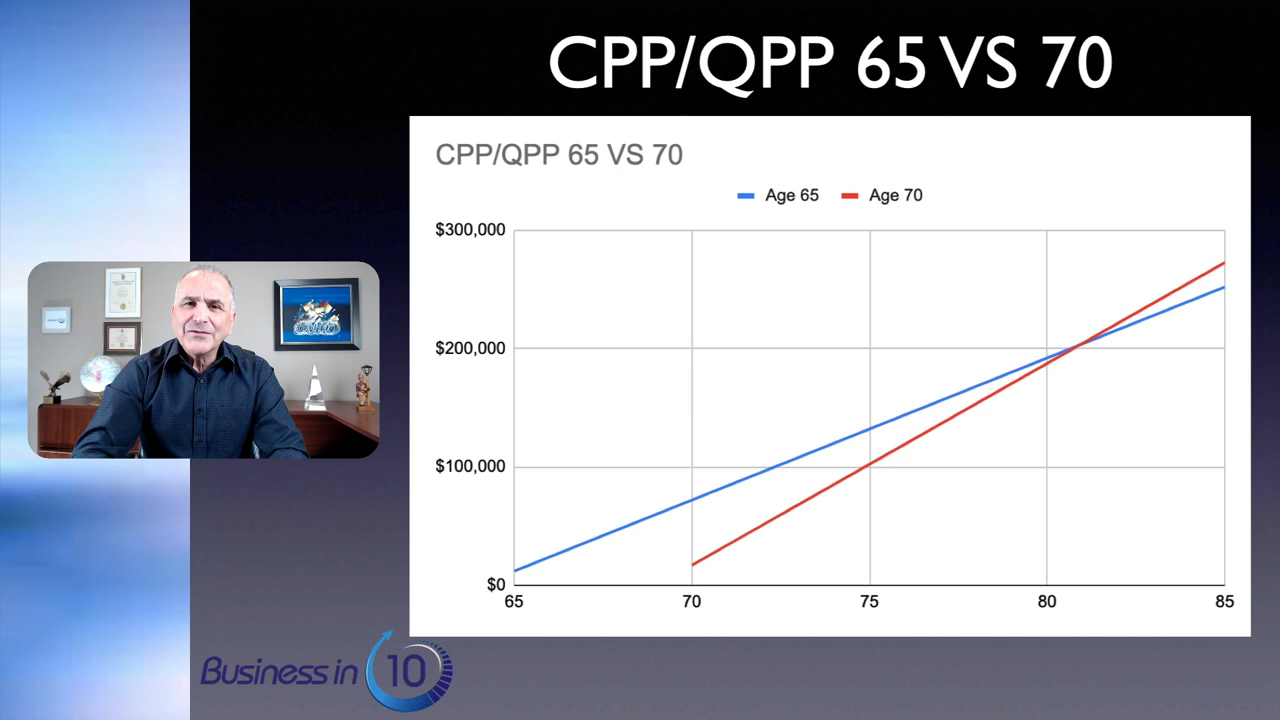 CPP/QPP 65 VS 70
CPP/QPP 65 VS 70
Age 65
Age 70
$300,000
$200,000
$100,000
$0
65
70
75
80
85
Business in 10